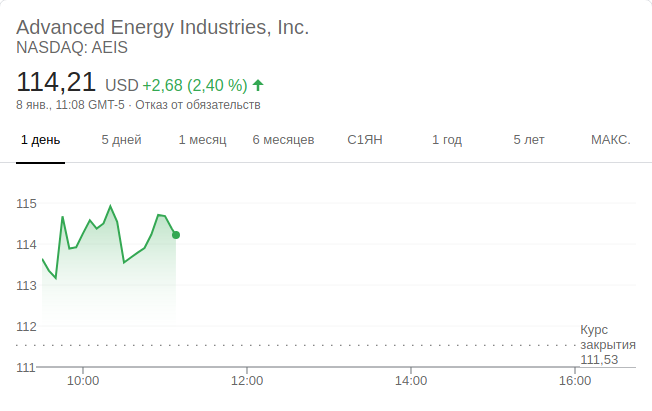 Advanced Energy Industries, Inc.
NASDAQ: AEIS
114,21 USD +2,68 (2,40 %)
8 янв., 11:08 GMT-5 · Отказ от обязательств
1 день 5 дней 1 месяц 6 месяцев С1ЯН 1 год 5 лет МАКС.
115
114
113
112
Курс
закрытия
111,53
111
10:00 12:00 14:00 16:00